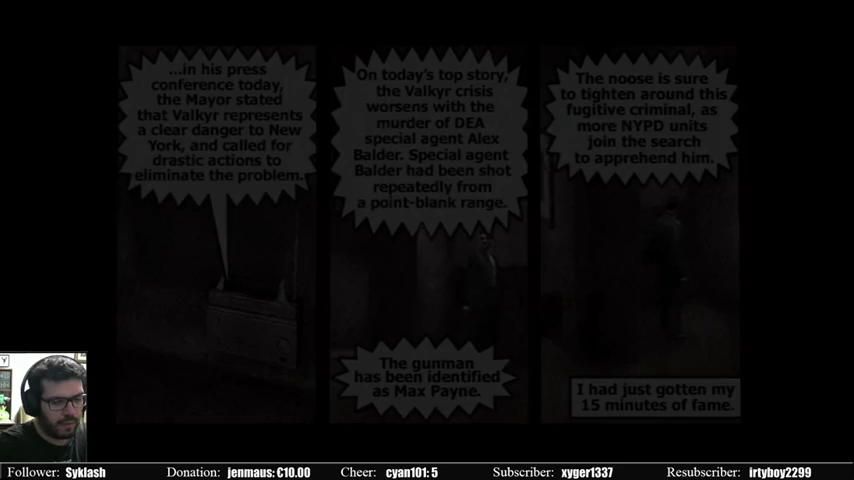 ...in his press
conference today,
the Mayor stated
that Valkyr represents
a clear danger to New
York, and called for
drastic actions to
eliminate the problem.
On today's top story,
the Valkyr crisis
worsens with the
murder of DEA
special agent Alex
Balder. Special agent
Balder had been shot
repeatedly from
a point-blank range.
The gunman
has been identified
as Max Payne.
The noose is sure
to tighten around this
fugitive criminal, as
more NYPD units
join the search
to apprehend him.
I had just gotten my
15 minutes of fame.
Follower: Syklash
Donation: jenmaus: €10.00
Cheer: cyan101: 5
Subscriber: xyger1337
Resubscriber: irtyboy2299